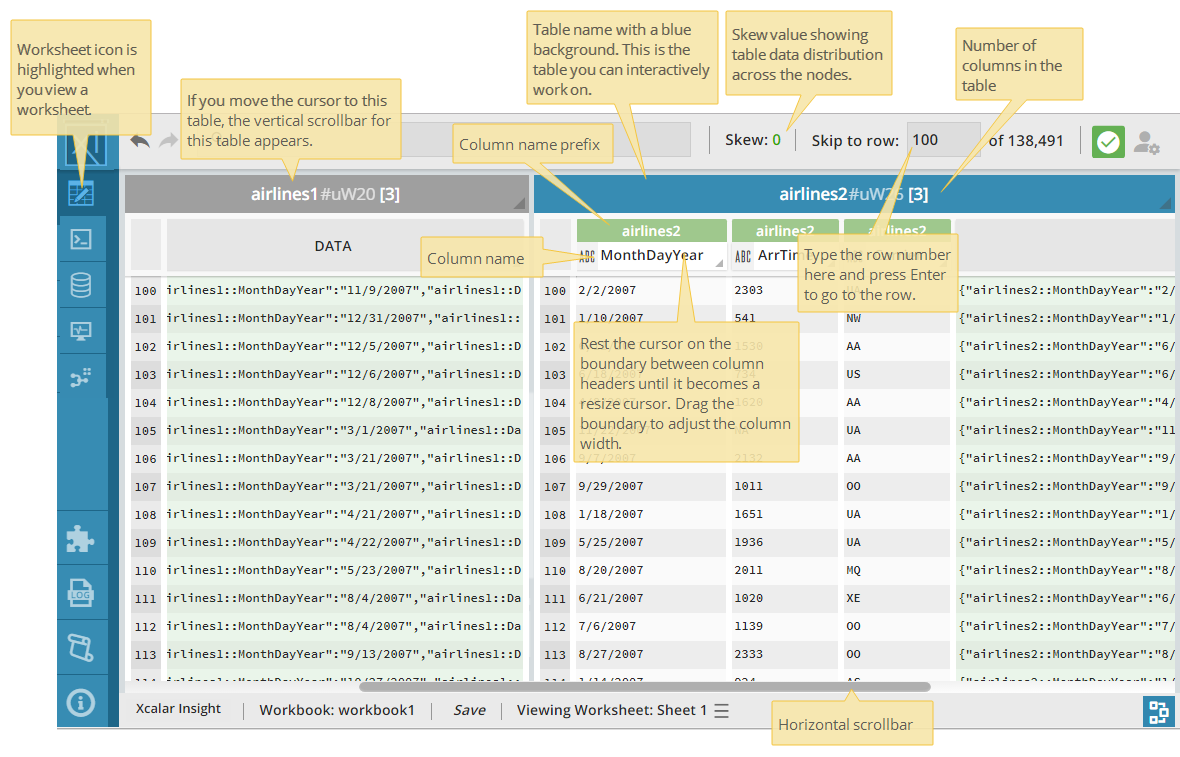 Worksheet icon is
highlighted when
you view a
worksheet.
If you move the cursor to this
table, the vertical scrollbar for
this table appears.
Table name with a blue
background. This is the
table you can interactively
work on.
Skew value showing
table data distribution
across the nodes.
Number of
columns in the
table
Column name prefix
Skew: 0
Skip to row: 100 of 138,491
airlines1#uW20 [3]
airlines2#uW26 [3]
DATA
airlines2
airlines2
airlines2
Column name
ABC MonthDayYear
ABC ArrTim
Type the row number
here and press Enter
to go to the row.
Rest the cursor on the
boundary between column
headers until it becomes a
resize cursor. Drag the
boundary to adjust the column
width.
100 irlines1::MonthDayYear":"11/9/2007","airlines1::D
101 irlines1::MonthDayYear":"12/31/2007","airlines1::
102 irlines1::MonthDayYear":"12/5/2007","airlines1::D
103 irlines1::MonthDayYear":"12/6/2007","airlines1::D
104 irlines1::MonthDayYear":"12/8/2007","airlines1::D
105 irlines1::MonthDayYear":"3/1/2007","airlines1::Da
106 irlines1::MonthDayYear":"3/21/2007","airlines1::D
107 irlines1::MonthDayYear":"3/21/2007","airlines1::D
108 irlines1::MonthDayYear":"4/21/2007","airlines1::D
109 irlines1::MonthDayYear":"4/22/2007","airlines1::D
110 irlines1::MonthDayYear":"5/23/2007","airlines1::D
111 irlines1::MonthDayYear":"8/4/2007","airlines1::Da
112 irlines1::MonthDayYear":"8/4/2007","airlines1::Da
113 irlines1::MonthDayYear":"9/13/2007","airlines1::D
100 2/2/2007 2303 {"airlines2::MonthDayYear":"2/
101 1/10/2007 541 NW {"airlines2::MonthDayYear":"1/
102 1530 AA {"airlines2::MonthDayYear":"6/
103 US {"airlines2::MonthDayYear":"6/
104 1620 AA {"airlines2::MonthDayYear":"4/
105 UA {"airlines2::MonthDayYear":"11
106 9/7/2007 2132 AA {"airlines2::MonthDayYear":"9/
107 9/29/2007 1011 OO {"airlines2::MonthDayYear":"9/
108 1/18/2007 1651 UA {"airlines2::MonthDayYear":"1/
109 5/25/2007 1936 UA {"airlines2::MonthDayYear":"5/
110 8/20/2007 2011 MQ {"airlines2::MonthDayYear":"8/
111 6/21/2007 1020 XE {"airlines2::MonthDayYear":"6/
112 7/6/2007 1139 OO {"airlines2::MonthDayYear":"7/
113 8/27/2007 2333 OO {"airlines2::MonthDayYear":"8/
LOG
Xcalar Insight
Workbook: workbook1
Save
Viewing Worksheet: Sheet 1
Horizontal scrollbar